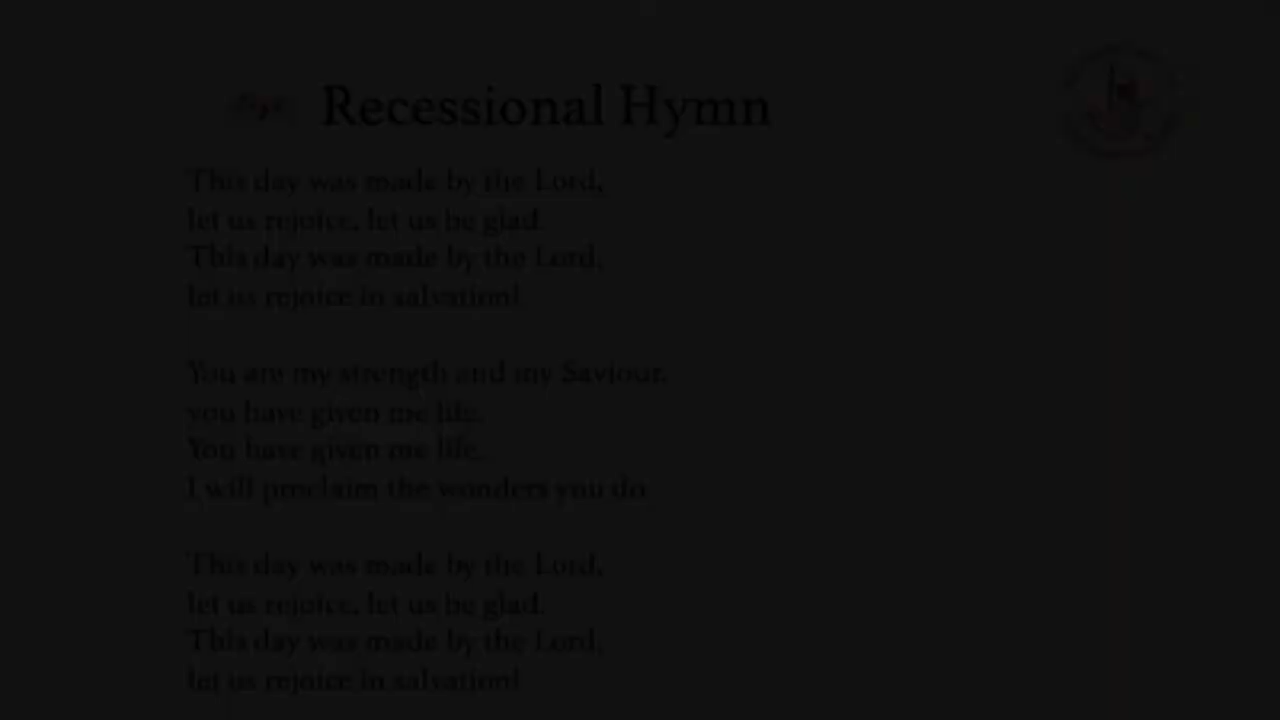 Recessional Hymn
This day was made by the Lord,
let us rejoice, let us be glad.
This day was made by the Lord,
let us rejoice in salvation!
You are my strength and my Saviour,
you have given me life.
You have given me life,
I will proclaim the wonders you do.
This day was made by the Lord,
let us rejoice, let us be glad.
This day was made by the Lord,
let us rejoice in salvation!